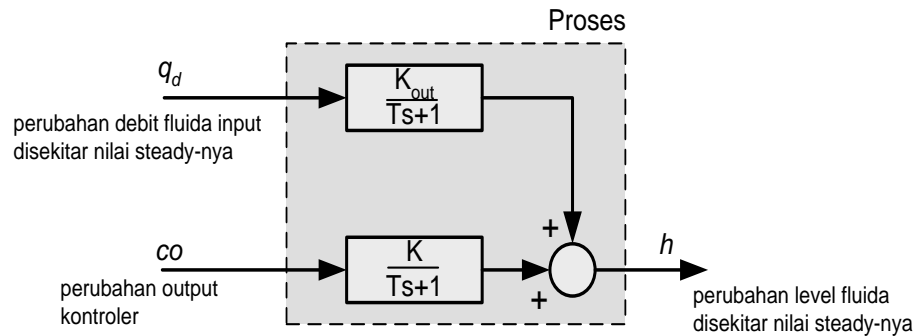 Proses
q_d
K_out
Ts+1
perubahan debit fluida input
disekitar nilai steady-nya
+
co
K
Ts+1
+
h
perubahan output
kontroler
perubahan level fluida
disekitar nilai steady-nya